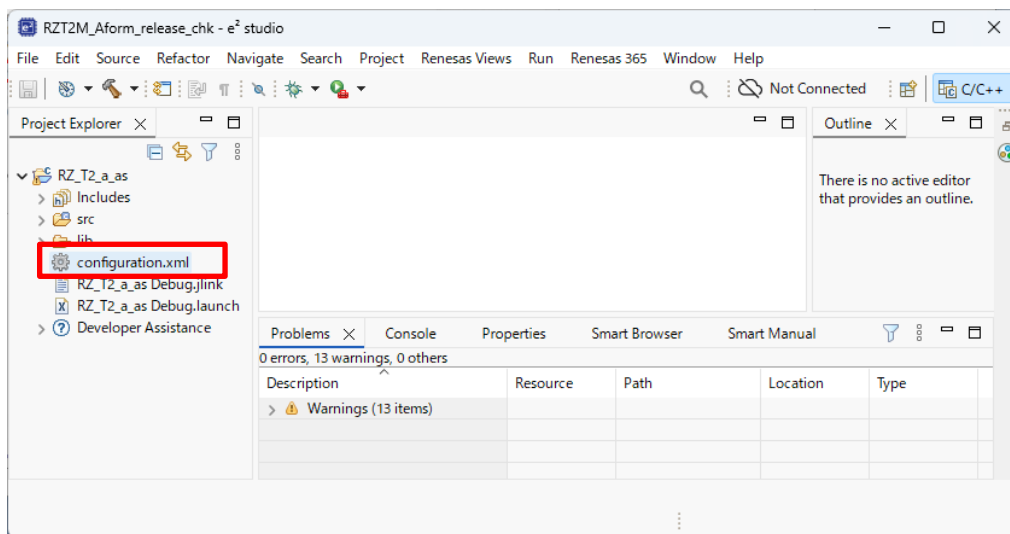 RZT2M_Aform_release_chk - e² studio
File Edit Source Refactor Navigate Search Project Renesas Views Run Renesas 365 Window Help
Not Connected C/C++
Project Explorer
Outline
RZ_T2_a_as
Includes
src
lib
configuration.xml
RZ_T2_a_as Debug.jlink
RZ_T2_a_as Debug.launch
Developer Assistance
There is no active editor
that provides an outline.
Problems Console Properties Smart Browser Smart Manual
0 errors, 13 warnings, 0 others
Description Resource Path Location Type
Warnings (13 items)